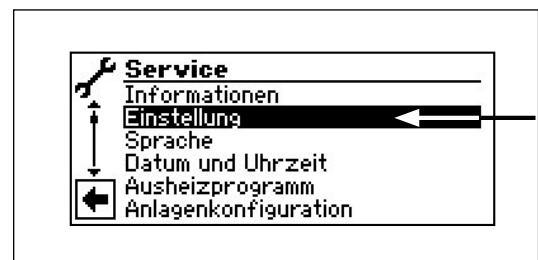 Service
Informationen
Einstellung
Sprache
Datum und Uhrzeit
Ausheizprogramm
Anlagenkonfiguration